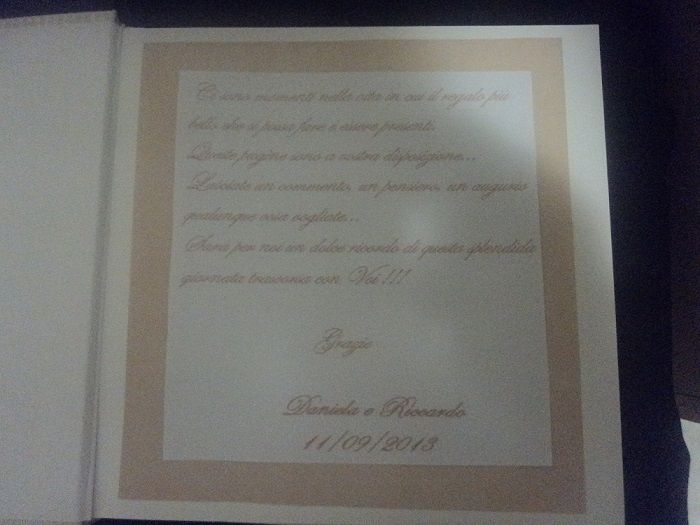 Ci sono momenti nella vita in cui il regalo più
bello che si possa fare è essere presenti.
Queste pagine sono a vostra disposizione...
Lasciate un commento, un pensiero, un augurio
qualunque cosa vogliate...
Sarà per noi un dolce ricordo di questa splendida
giornata trascorsa con Voi!!!
Grazie
Daniela e Riccardo
11/09/2013